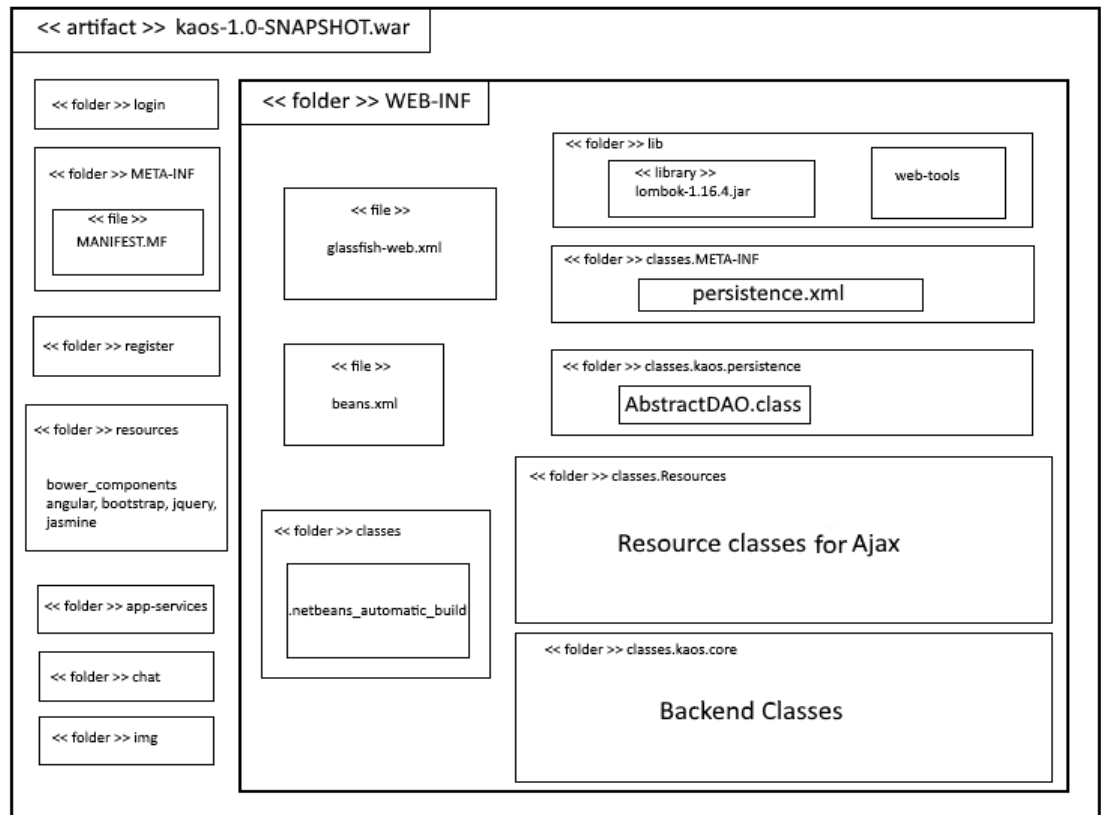 << artifact >> kaos-1.0-SNAPSHOT.war
<< folder >> login
<< folder >> META-INF
<< file >>
MANIFEST.MF
<< folder >> register
<< folder >> resources
bower_components
angular, bootstrap, jquery,
jasmine
<< folder >> app-services
<< folder >> chat
<< folder >> img
<< folder >> WEB-INF
<< file >>
glassfish-web.xml
<< file >>
beans.xml
<< folder >> classes
.netbeans_automatic_build
<< folder >> lib
<< library >>
lombok-1.16.4.jar
web-tools
<< folder >> classes.META-INF
persistence.xml
<< folder >> classes.kaos.persistence
AbstractDAO.class
<< folder >> classes.Resources
Resource classes for Ajax
<< folder >> classes.kaos.core
Backend Classes